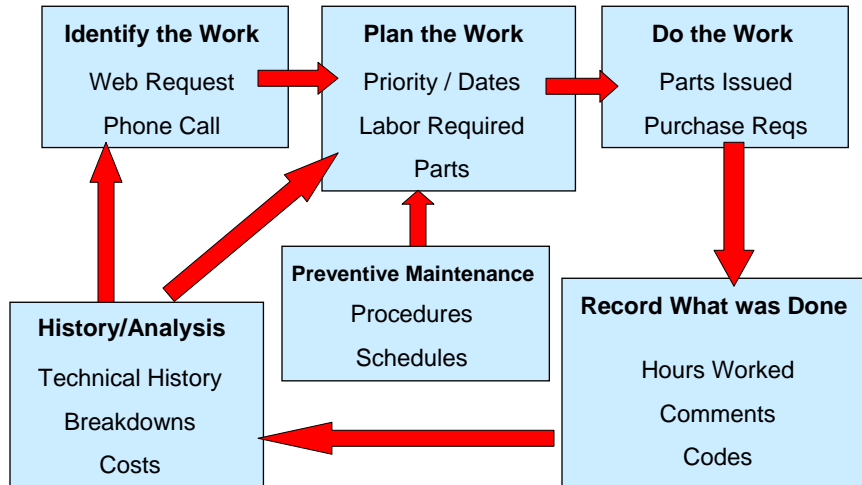 Identify the Work
Web Request
Phone Call
Plan the Work
Priority / Dates
Labor Required
Parts
Do the Work
Parts Issued
Purchase Reqs
Preventive Maintenance
Procedures
Schedules
History/Analysis
Technical History
Breakdowns
Costs
Record What was Done
Hours Worked
Comments
Codes